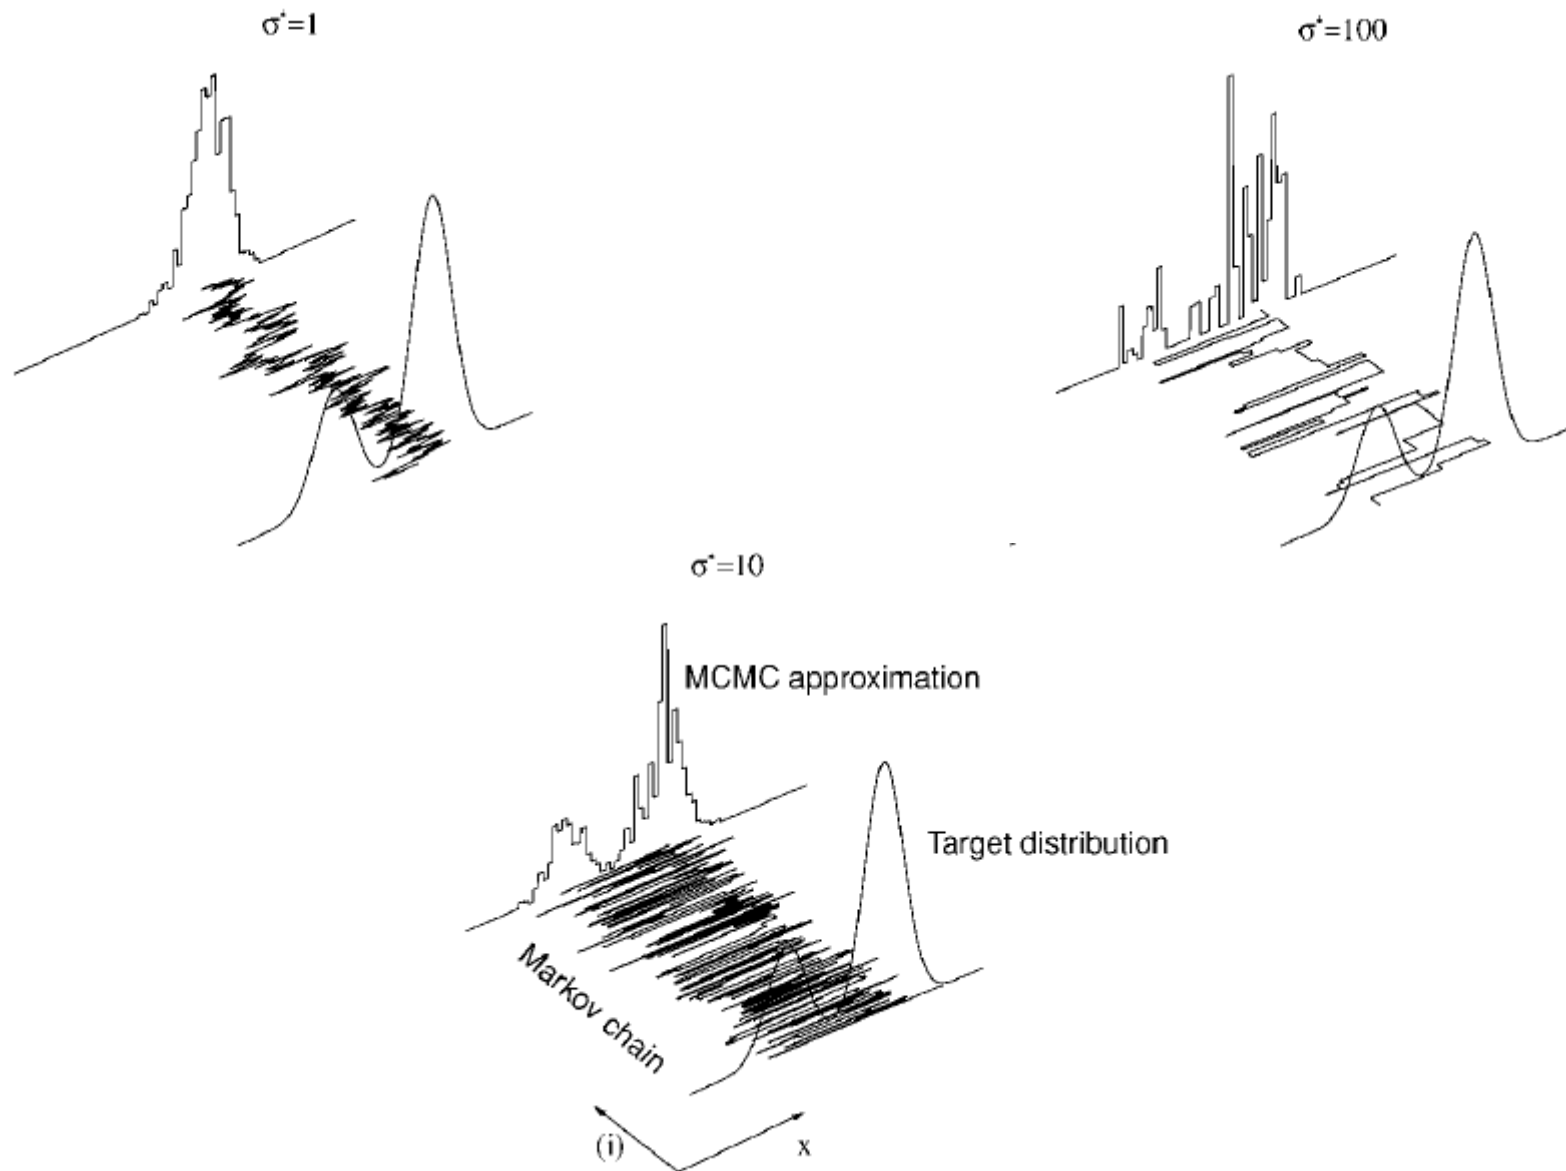 σ*=1
σ*=100
σ*=10
MCMC approximation
Target distribution
Markov chain
(i)
x